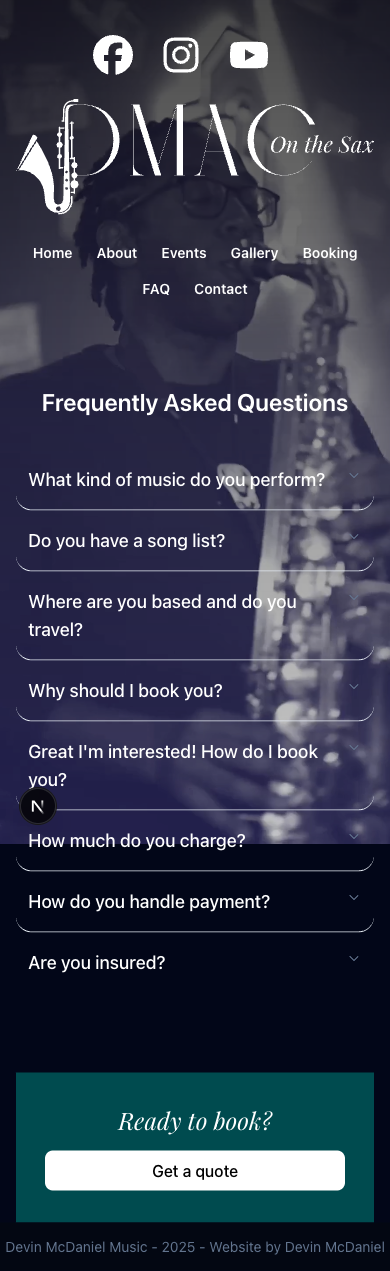 DMAC
On the Sax
Home About Events Gallery Booking
FAQ Contact
Frequently Asked Questions
What kind of music do you perform?
Do you have a song list?
Where are you based and do you
travel?
Why should I book you?
Great I'm interested! How do I book
you?
N
How much do you charge?
How do you handle payment?
Are you insured?
Ready to book?
Get a quote
Devin McDaniel Music - 2025 - Website by Devin McDaniel